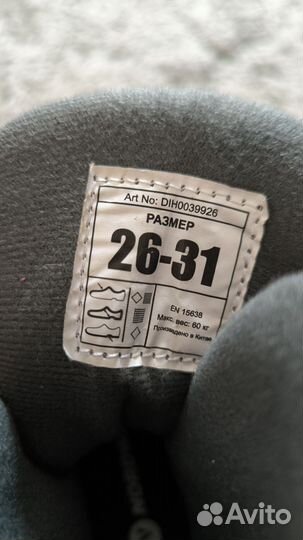 Art No: DIH0039926
РАЗМЕР
26-31
EN 15638
Макс. вес: 60 кг
Произведено в Китае
Avito